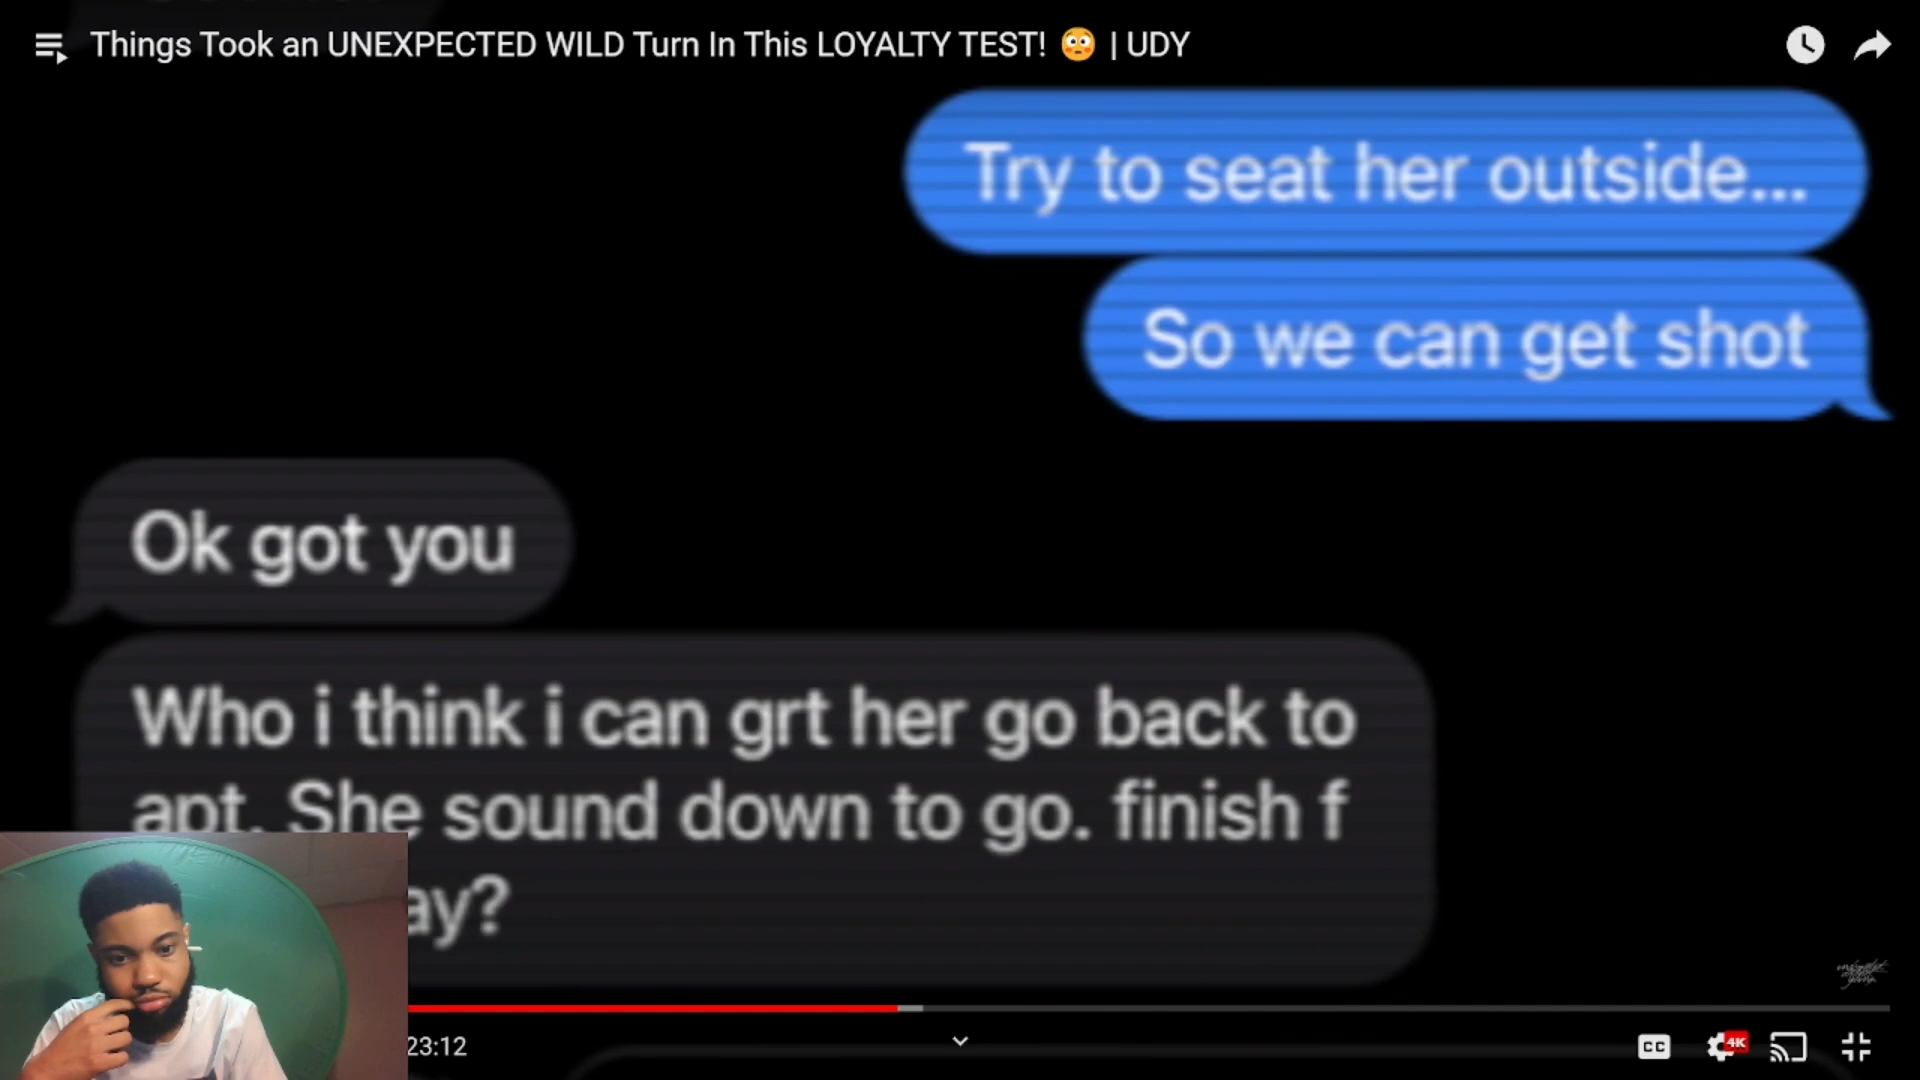 Things Took an UNEXPECTED WILD Turn In This LOYALTY TEST! 😳 | UDY
Try to seat her outside...
So we can get shot
Ok got you
Who i think i can grt her go back to
apt. She sound down to go. finish f
ay?
23:12
CC
4K